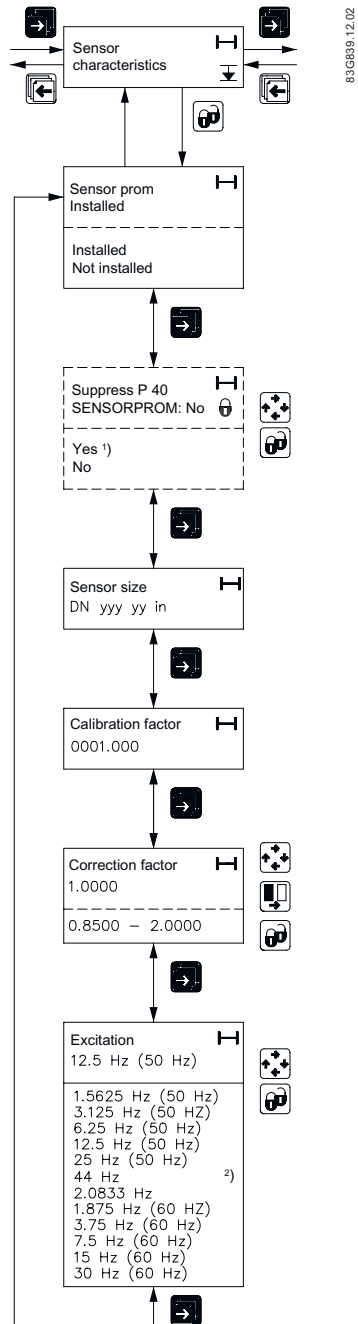 83G839.12.02
Sensor
characteristics
Sensor prom
Installed
Installed
Not installed
Suppress P 40
SENSORPROM: No
Yes ¹)
No
Sensor size
DN yyy yy in
Calibration factor
0001.000
Correction factor
1.0000
0.8500 – 2.0000
Excitation
12.5 Hz (50 Hz)
1.5625 Hz (50 Hz)
3.125 Hz (50 HZ)
6.25 Hz (50 Hz)
12.5 Hz (50 Hz)
25 Hz (50 Hz)
44 Hz ²)
2.0833 Hz
1.875 Hz (60 HZ)
3.75 Hz (60 Hz)
7.5 Hz (60 Hz)
15 Hz (60 Hz)
30 Hz (60 Hz)